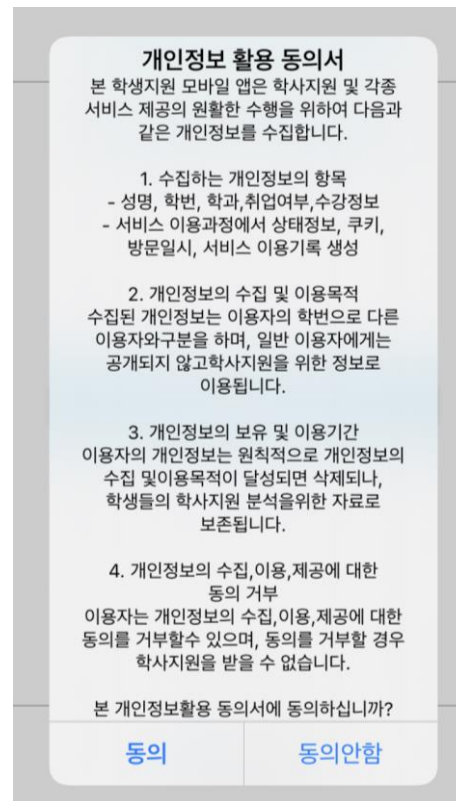 개인정보 활용 동의서
본 학생지원 모바일 앱은 학사지원 및 각종
서비스 제공의 원활한 수행을 위하여 다음과
같은 개인정보를 수집합니다.
1. 수집하는 개인정보의 항목
- 성명, 학번, 학과,취업여부,수강정보
- 서비스 이용과정에서 상태정보, 쿠키,
방문일시, 서비스 이용기록 생성
2. 개인정보의 수집 및 이용목적
수집된 개인정보는 이용자의 학번으로 다른
이용자와구분을 하며, 일반 이용자에게는
공개되지 않고학사지원을 위한 정보로
이용됩니다.
3. 개인정보의 보유 및 이용기간
이용자의 개인정보는 원칙적으로 개인정보의
수집 및이용목적이 달성되면 삭제되나,
학생들의 학사지원 분석을위한 자료로
보존됩니다.
4. 개인정보의 수집,이용,제공에 대한
동의 거부
이용자는 개인정보의 수집,이용,제공에 대한
동의를 거부할수 있으며, 동의를 거부할 경우
학사지원을 받을 수 없습니다.
본 개인정보활용 동의서에 동의하십니까?
동의
동의안함